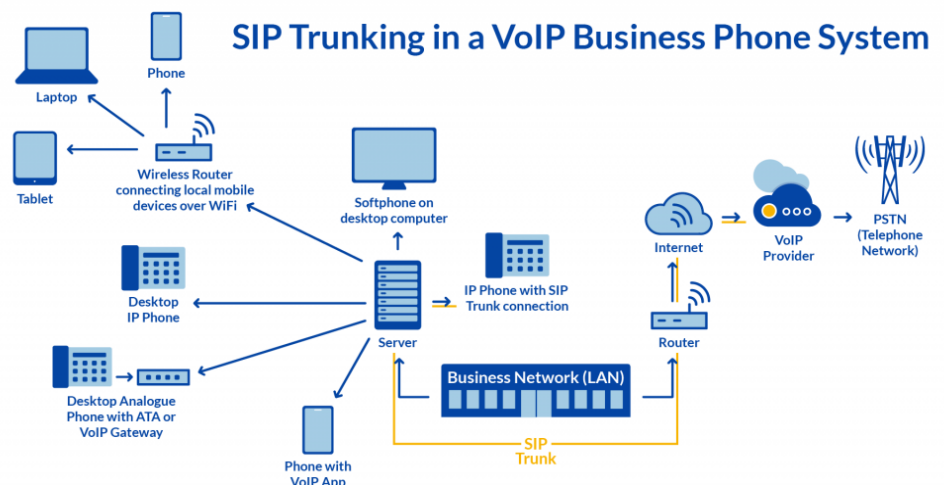 SIP Trunking in a VoIP Business Phone System
Laptop
Phone
Tablet
Wireless Router
connecting local mobile
devices over WiFi
Softphone on
desktop computer
Desktop
IP Phone
IP Phone with SIP
Trunk connection
Server
Desktop Analogue
Phone with ATA or
VoIP Gateway
Phone with
VoIP App
Business Network (LAN)
SIP
Trunk
Router
Internet
VoIP
Provider
PSTN
(Telephone
Network)